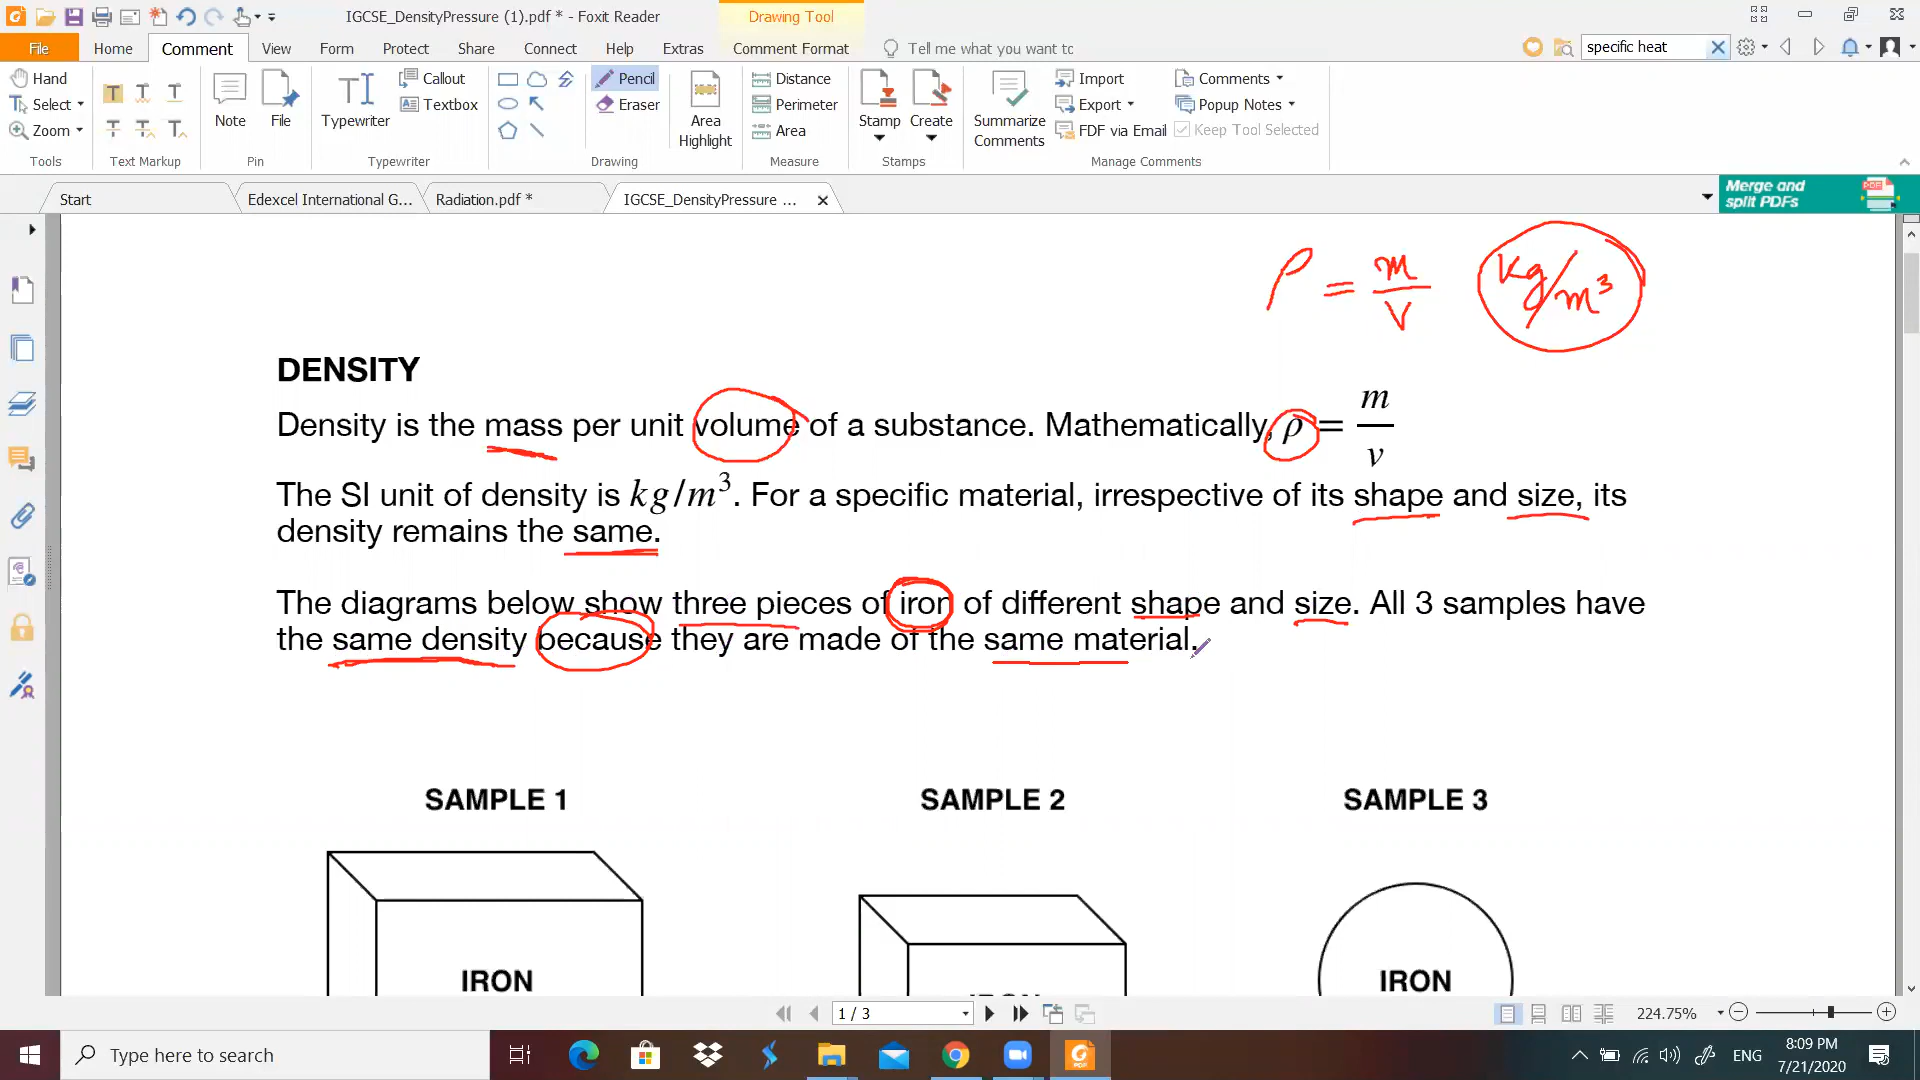 IGCSE_DensityPressure (1).pdf * - Foxit Reader
Drawing Tool
File Home Comment View Form Protect Share Connect Help Extras Comment Format Tell me what you want tc
specific heat
Hand
Select
Zoom
Tools
Text Markup
Note
File
Pin
Typewriter
Callout
Textbox
Typewriter
Pencil
Eraser
Drawing
Area Highlight
Distance
Perimeter
Area
Measure
Stamp
Create
Stamps
Summarize Comments
Import
Export
FDF via Email
Comments
Popup Notes
Keep Tool Selected
Manage Comments
Start
Edexcel International G...
Radiation.pdf *
IGCSE_DensityPressure ...
Merge and
split PDFs
ρ = m/V kg/m³
DENSITY
Density is the mass per unit volume of a substance. Mathematically, ρ = m/v
The SI unit of density is kg/m³. For a specific material, irrespective of its shape and size, its
density remains the same.
The diagrams below show three pieces of iron of different shape and size. All 3 samples have
the same density because they are made of the same material.
SAMPLE 1 SAMPLE 2 SAMPLE 3
IRON IRON IRON
1 / 3
224.75%
Type here to search
ENG
8:09 PM
7/21/2020